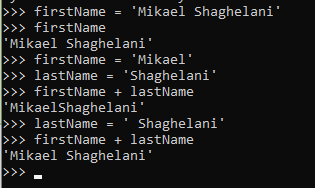 >>> firstName = 'Mikael Shaghelani'
>>> firstName
'Mikael Shaghelani'
>>> firstName = 'Mikael'
>>> lastName = 'Shaghelani'
>>> firstName + lastName
'MikaelShaghelani'
>>> lastName = ' Shaghelani'
>>> firstName + lastName
'Mikael Shaghelani'
>>> _